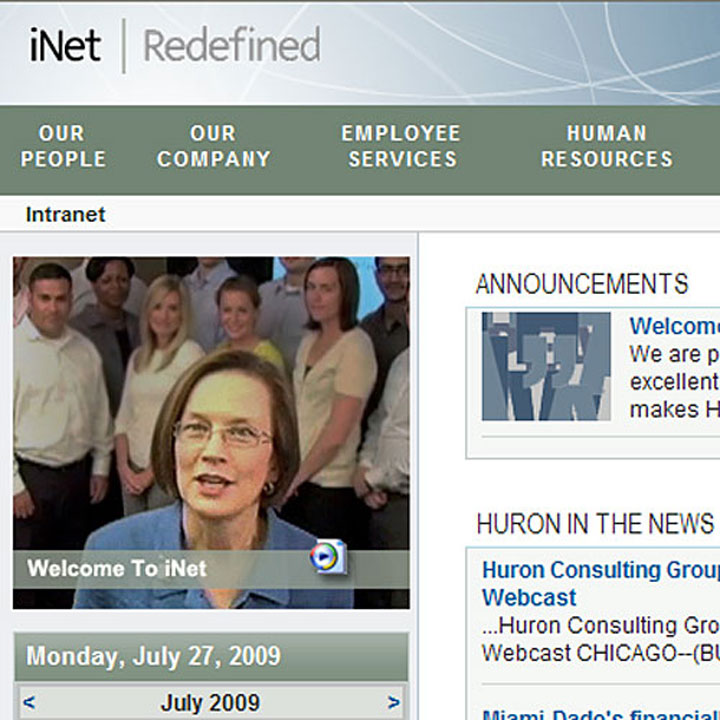 iNet | Redefined
OUR PEOPLE
OUR COMPANY
EMPLOYEE SERVICES
HUMAN RESOURCES
Intranet
Welcome To iNet
Monday, July 27, 2009
< July 2009 >
ANNOUNCEMENTS
Welcome
We are p
excellent
makes H
HURON IN THE NEWS
Huron Consulting Group
Webcast
...Huron Consulting Gro
Webcast CHICAGO--(BU
Miami-Dade's financial